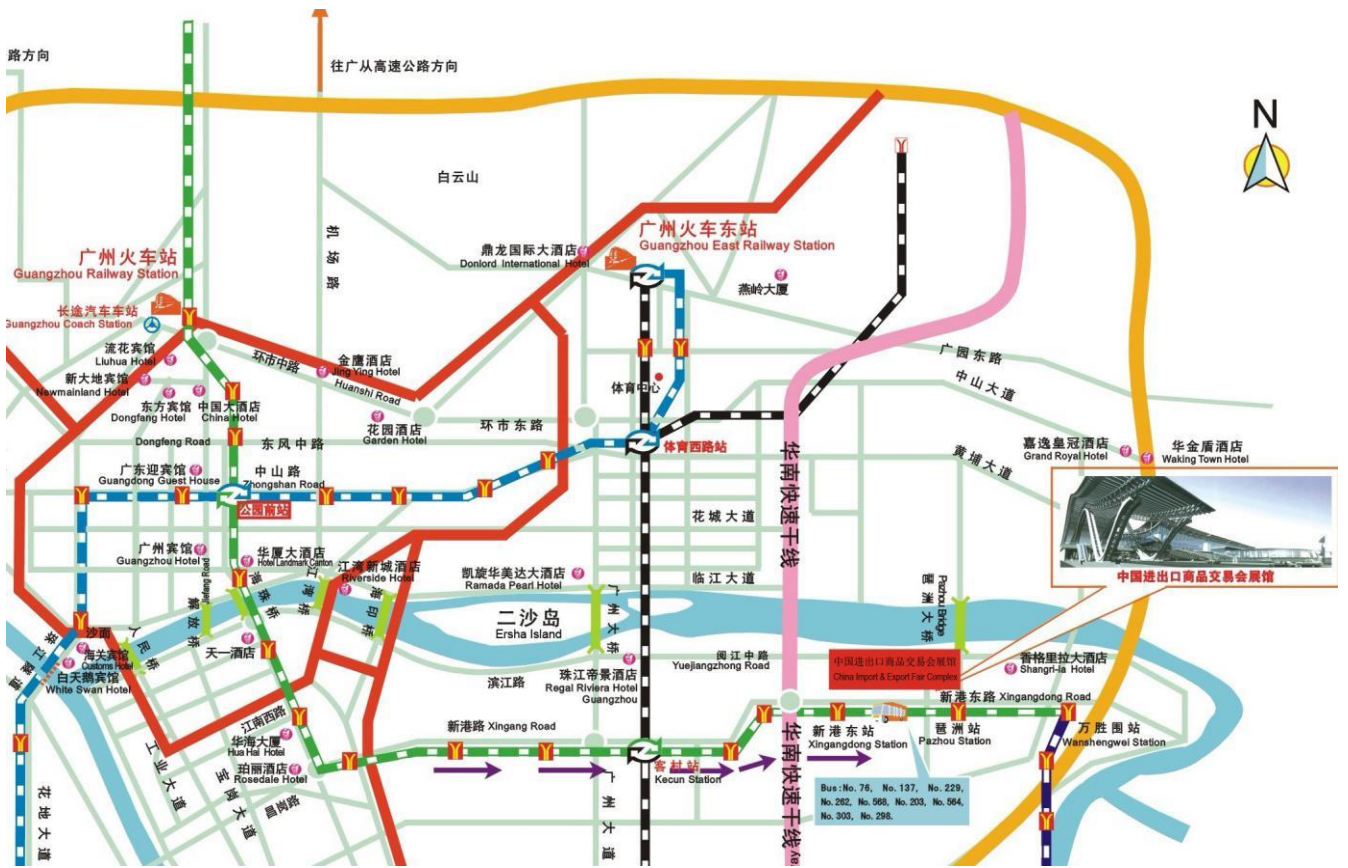 路方向
往广从高速公路方向
N
白云山
机场路
广州火车站
Guangzhou Railway Station
长途汽车车站
Guangzhou Coach Station
鼎龙国际大酒店
Donlord International Hotel
广州火车东站
Guangzhou East Railway Station
燕岭大厦
流花宾馆
Liuhua Hotel
新大地宾馆
Newmainland Hotel
东方宾馆
Dongfang Hotel
中国大酒店
China Hotel
环市中路
金鹰酒店
Jing Ying Hotel
Huanshi Road
花园酒店
Garden Hotel
环市东路
体育中心
体育西路站
广园东路
中山大道
黄埔大道
Dongfeng Road
东风中路
广东迎宾馆
Guangdong Guest House
中山路
Zhongshan Road
公园前站
华南快速干线
嘉逸皇冠酒店
Grand Royal Hotel
华金盾酒店
Waking Town Hotel
中国进出口商品交易会展馆
花城大道
临江大道
广州宾馆
Guangzhou Hotel
华厦大酒店
Hotel Landmark Canton
江湾新城酒店
Riverside Hotel
凯旋华美达大酒店
Ramada Pearl Hotel
Jiefang Road
解放桥
海珠桥
江湾桥
海印桥
人民桥
广州大桥
Pazhou Bridge
琶洲大桥
二沙岛
Ersha Island
沙面
海关宾馆
Customs Hotel
白天鹅宾馆
White Swan Hotel
珠江隧道
天一酒店
滨江路
珠江帝景酒店
Regal Riviera Hotel
Guangzhou
阅江中路
Yuejiangzhong Road
中国进出口商品交易会展馆
China Import & Export Fair Complex
香格里拉大酒店
Shangri-la Hotel
新港东路 Xingangdong Road
江南西路
华海大厦
Hua Hai Hotel
珀丽酒店
Rosedale Hotel
新港路 Xingang Road
客村站
Kecun Station
新港东站
Xingangdong Station
琶洲站
Pazhou Station
万胜围站
Wanshengwei Station
华南快速干线
花地大道
工业大道
宝岗大道
昌岗路
广州大道
Bus:No. 76, No. 137, No. 229,
No. 262, No. 568, No. 203, No. 564,
No. 303, No. 298.